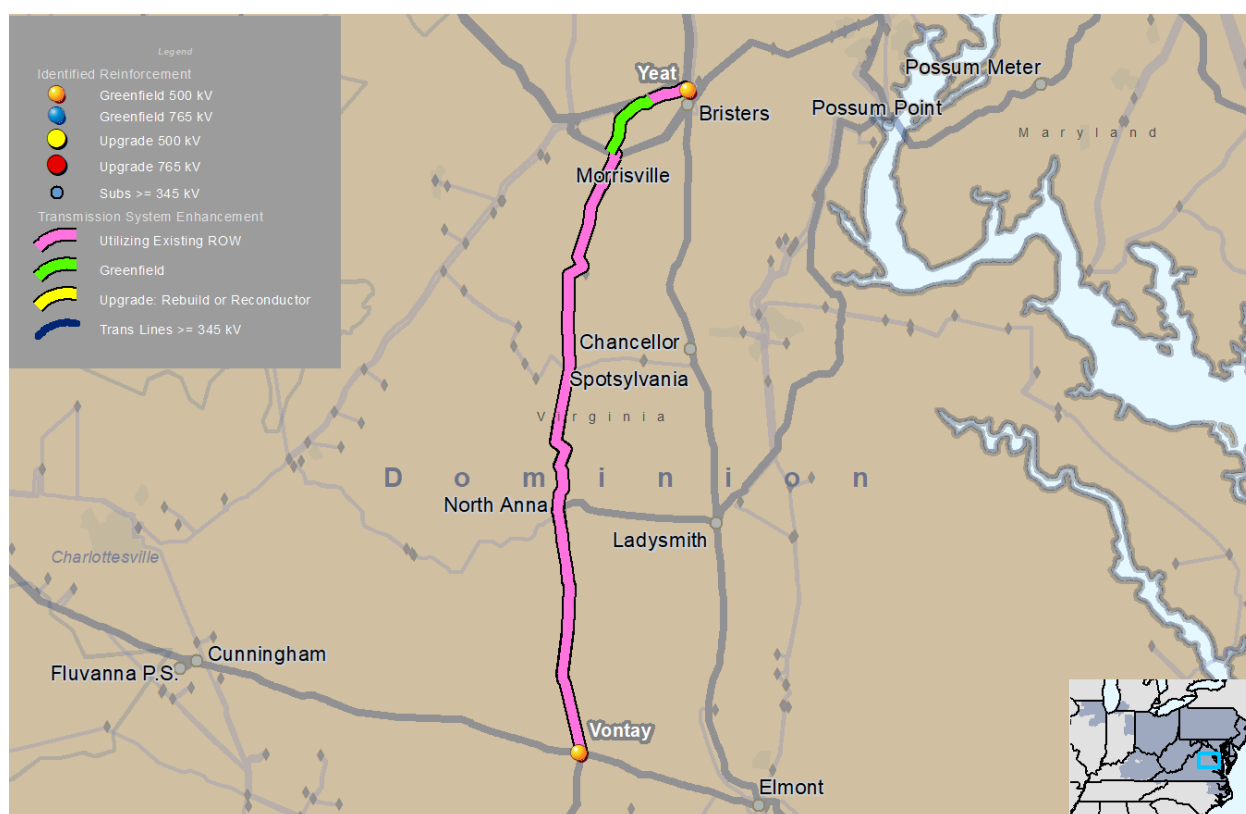 Legend
Identified Reinforcement
Greenfield 500 kV
Greenfield 765 kV
Upgrade 500 kV
Upgrade 765 kV
Subs >= 345 kV
Transmission System Enhancement
Utilizing Existing ROW
Greenfield
Upgrade: Rebuild or Reconductor
Trans Lines >= 345 kV
Yeat
Bristers
Possum Meter
Possum Point
Maryland
Morrisville
Chancellor
Spotsylvania
Virginia
Dominion
North Anna
Ladysmith
Charlottesville
Cunningham
Fluvanna P.S.
Vontay
Elmont